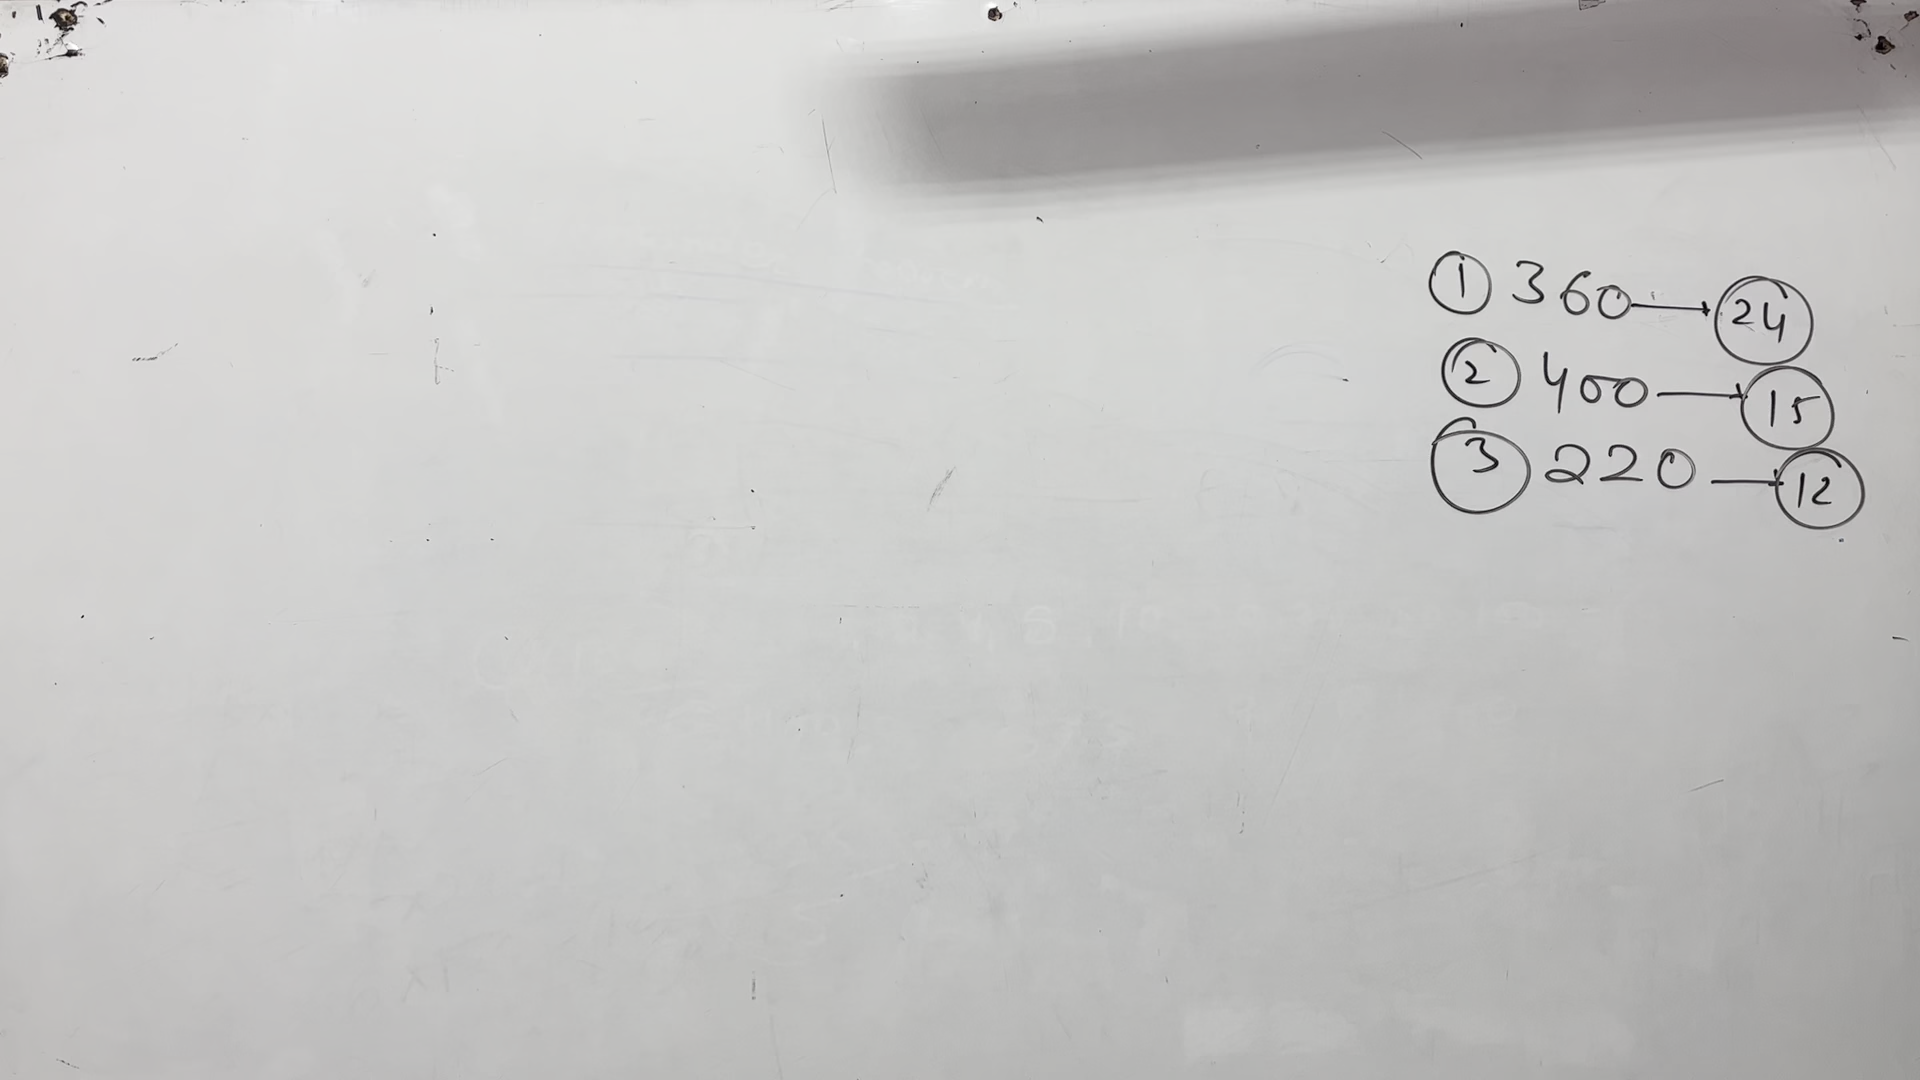 ① 360 → 24
② 400 → 15
③ 220 → 12